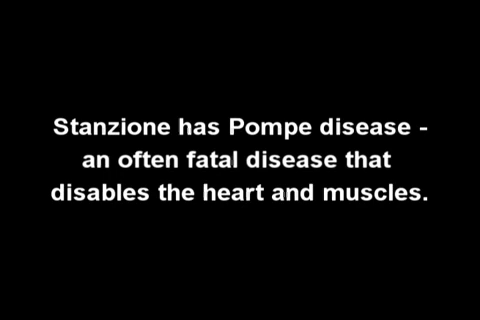 Stanzione has Pompe disease -
an often fatal disease that
disables the heart and muscles.